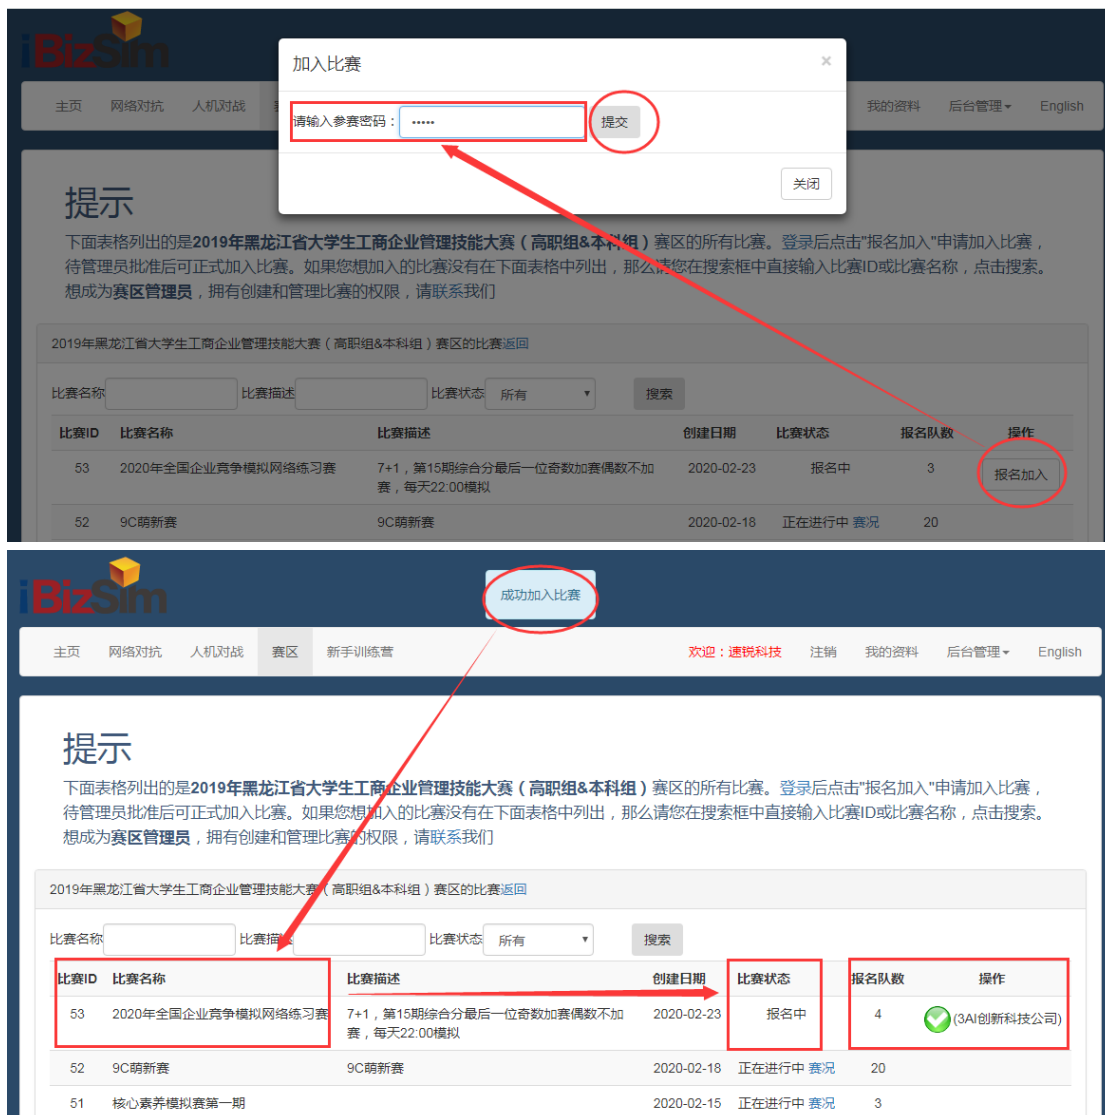 iBizSim
加入比赛
×
主页 网络对抗 人机对战 我的资料 后台管理 English
请输入参赛密码： ••••• 提交
关闭
提示
下面表格列出的是2019年黑龙江省大学生工商企业管理技能大赛（高职组&本科组）赛区的所有比赛。登录后点击"报名加入"申请加入比赛，
待管理员批准后可正式加入比赛。如果您想加入的比赛没有在下面表格中列出，那么请您在搜索框中直接输入比赛ID或比赛名称，点击搜索。
想成为赛区管理员，拥有创建和管理比赛的权限，请联系我们
2019年黑龙江省大学生工商企业管理技能大赛（高职组&本科组）赛区的比赛返回
比赛名称 比赛描述 比赛状态 所有 搜索
比赛ID 比赛名称 比赛描述 创建日期 比赛状态 报名队数 操作
53 2020年全国企业竞争模拟网络练习赛 7+1，第15期综合分最后一位奇数加赛偶数不加 2020-02-23 报名中 3 报名加入
赛，每天22:00模拟
52 9C萌新赛 9C萌新赛 2020-02-18 正在进行中 赛况 20
iBizSim
成功加入比赛
主页 网络对抗 人机对战 赛区 新手训练营 欢迎：速锐科技 注销 我的资料 后台管理 English
提示
下面表格列出的是2019年黑龙江省大学生工商企业管理技能大赛（高职组&本科组）赛区的所有比赛。登录后点击"报名加入"申请加入比赛，
待管理员批准后可正式加入比赛。如果您想加入的比赛没有在下面表格中列出，那么请您在搜索框中直接输入比赛ID或比赛名称，点击搜索。
想成为赛区管理员，拥有创建和管理比赛的权限，请联系我们
2019年黑龙江省大学生工商企业管理技能大赛（高职组&本科组）赛区的比赛返回
比赛名称 比赛描述 比赛状态 所有 搜索
比赛ID 比赛名称 比赛描述 创建日期 比赛状态 报名队数 操作
53 2020年全国企业竞争模拟网络练习赛 7+1，第15期综合分最后一位奇数加赛偶数不加 2020-02-23 报名中 4 (3AI创新科技公司)
赛，每天22:00模拟
52 9C萌新赛 9C萌新赛 2020-02-18 正在进行中 赛况 20
51 核心素养模拟赛第一期 2020-02-15 正在进行中 赛况 3